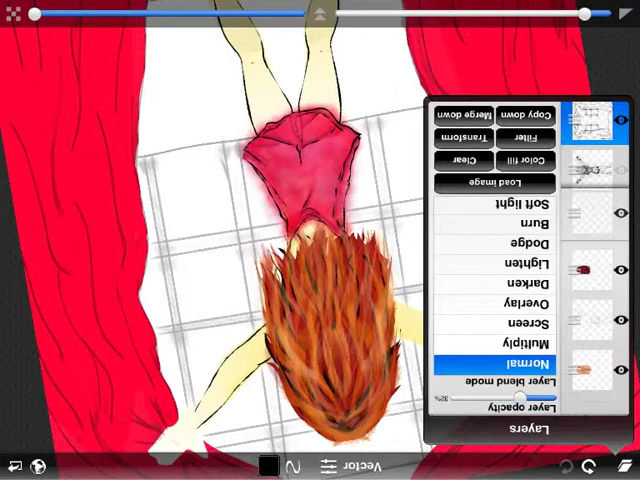 Vector
Layers
Layer opacity
32%
Layer blend mode
Normal
Multiply
Screen
Overlay
Darken
Lighten
Dodge
Burn
Soft light
Load image
Color fill Clear
Filter Transform
Copy down Merge down